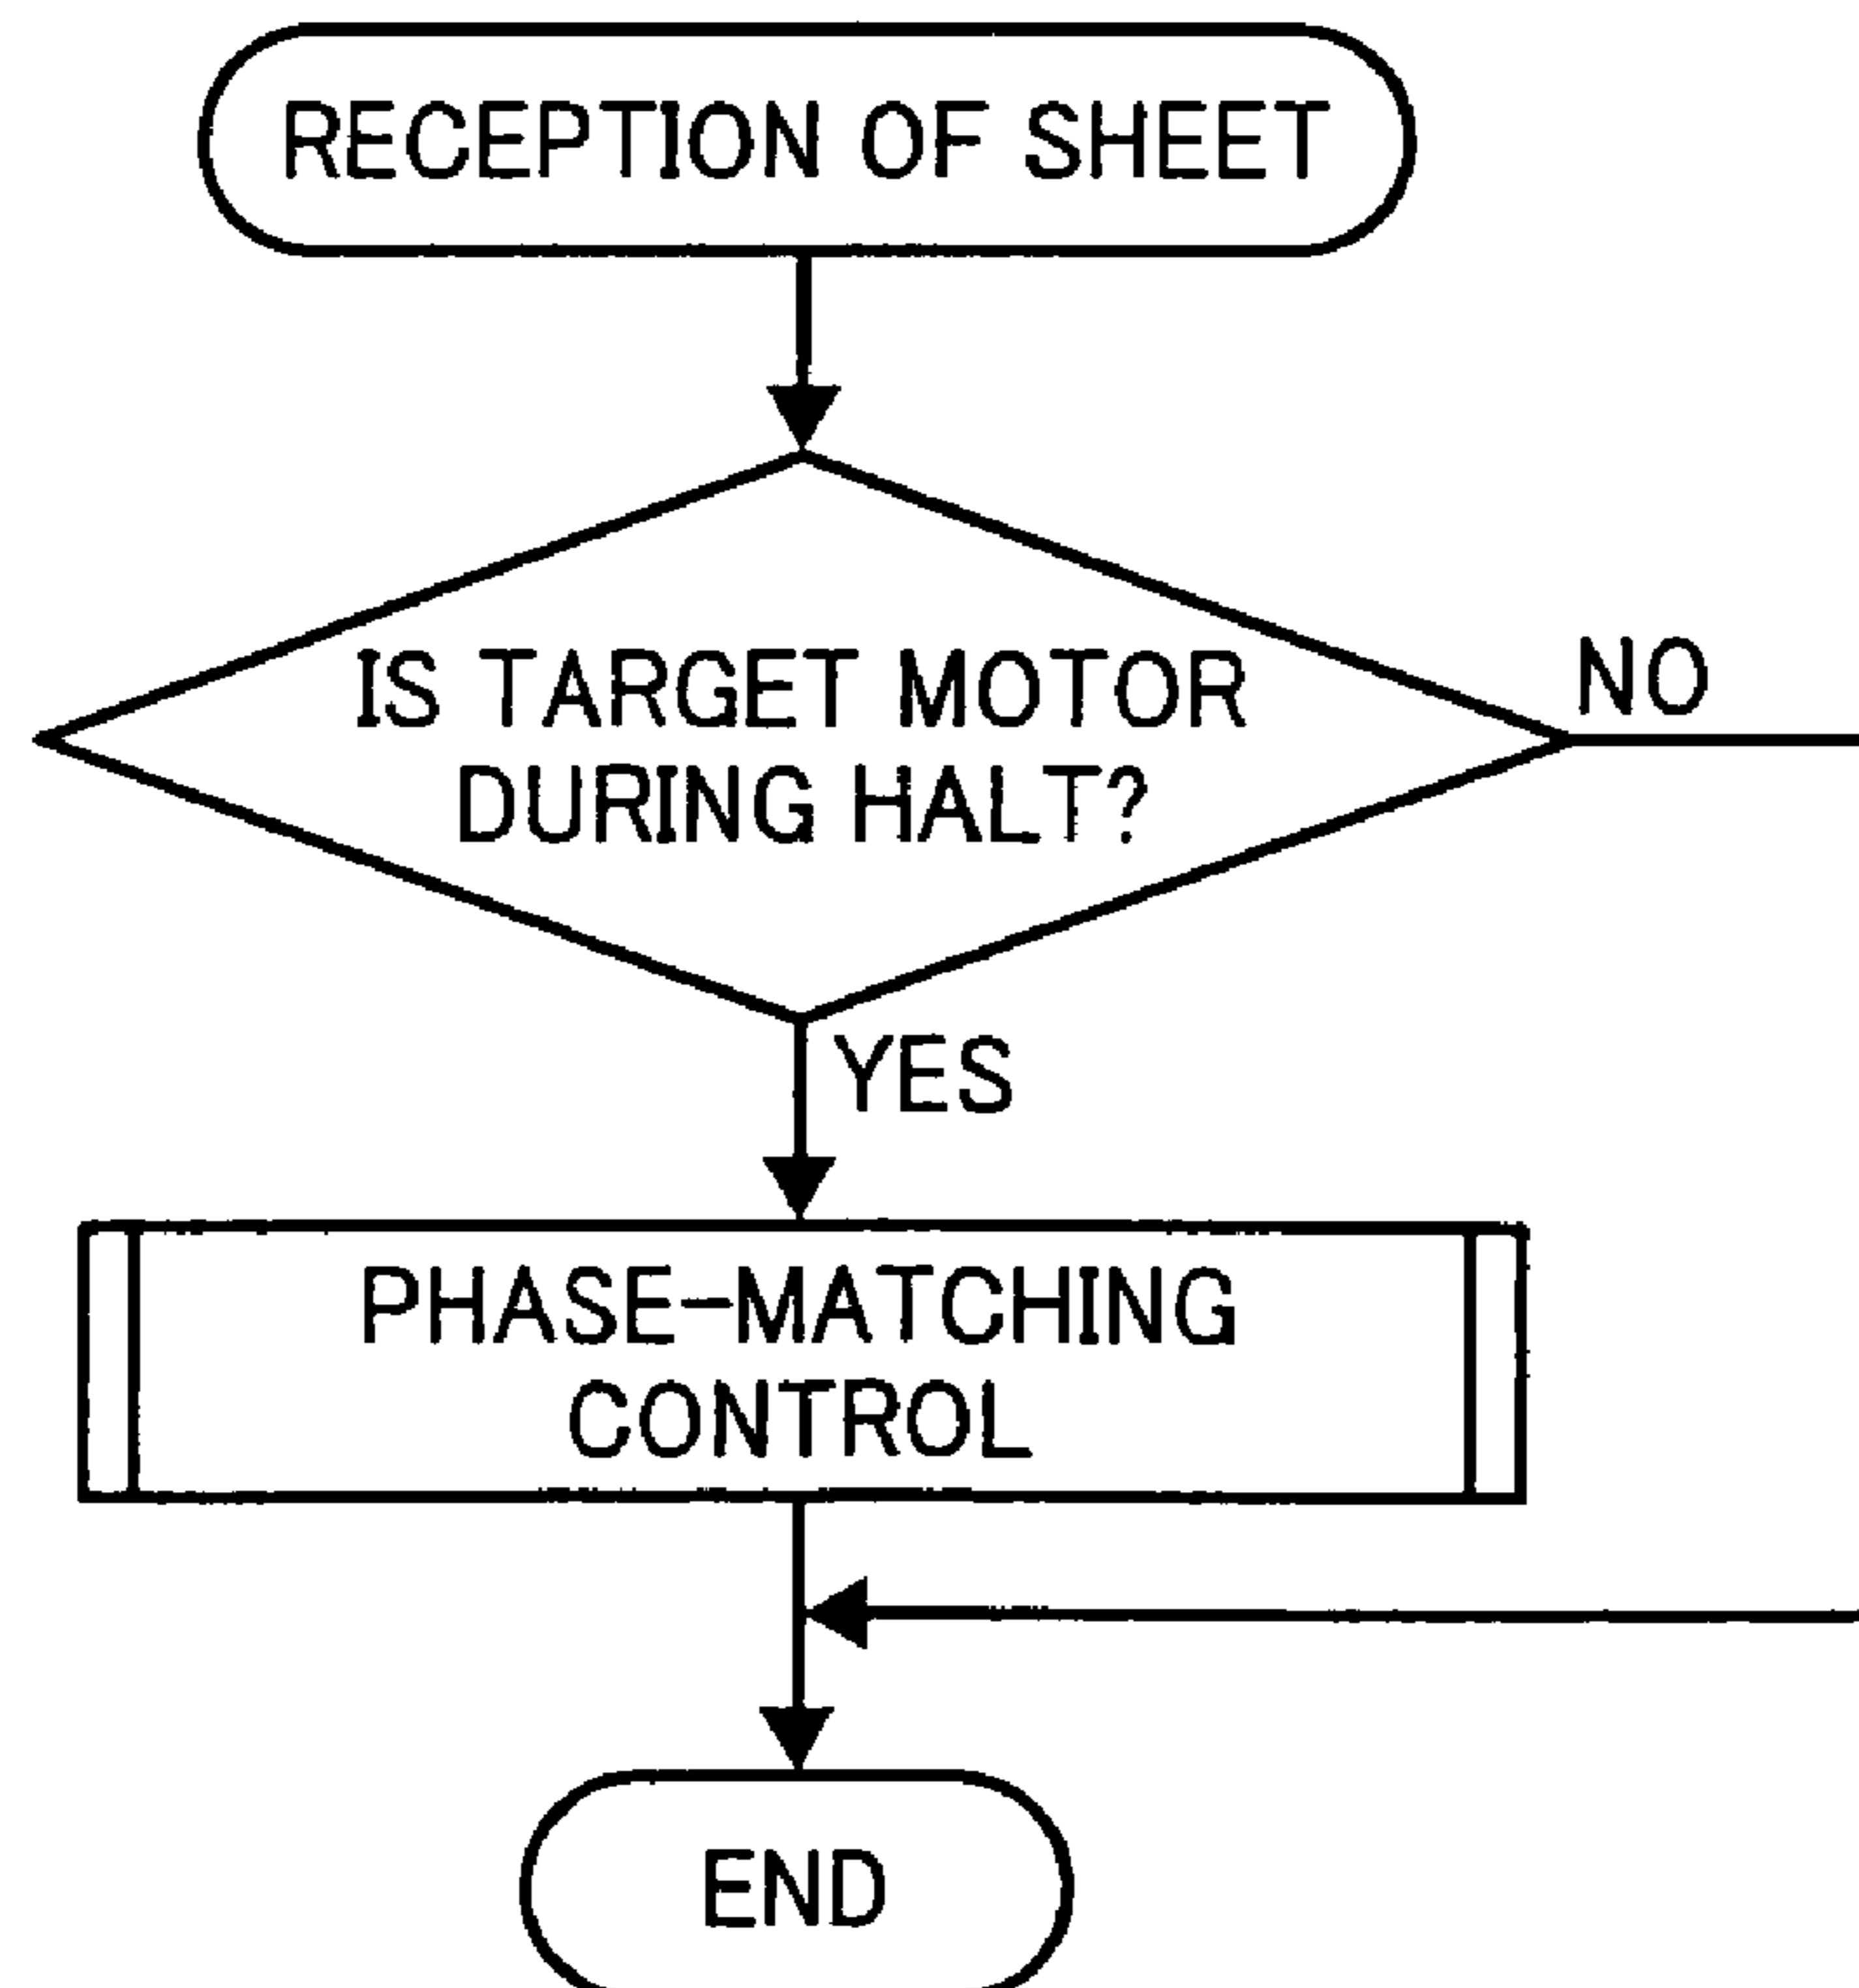 RECEPTION OF SHEET
IS TARGET MOTOR
DURING HALT?
NO
YES
PHASE-MATCHING
CONTROL
END